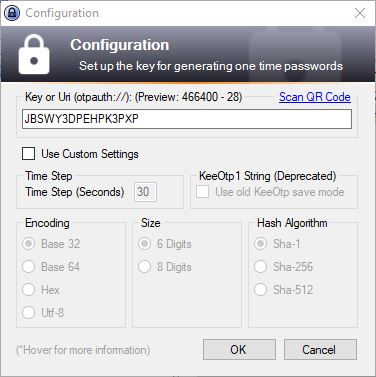 Configuration
Configuration
Set up the key for generating one time passwords
Key or Uri (otpauth://): (Preview: 466400 - 28) Scan QR Code
JBSWY3DPEHPK3PXP
Use Custom Settings
Time Step
Time Step (Seconds) 30
KeeOtp1 String (Deprecated)
Use old KeeOtp save mode
Encoding
Base 32
Base 64
Hex
Utf-8
Size
6 Digits
8 Digits
Hash Algorithm
Sha-1
Sha-256
Sha-512
(*Hover for more information)
OK
Cancel